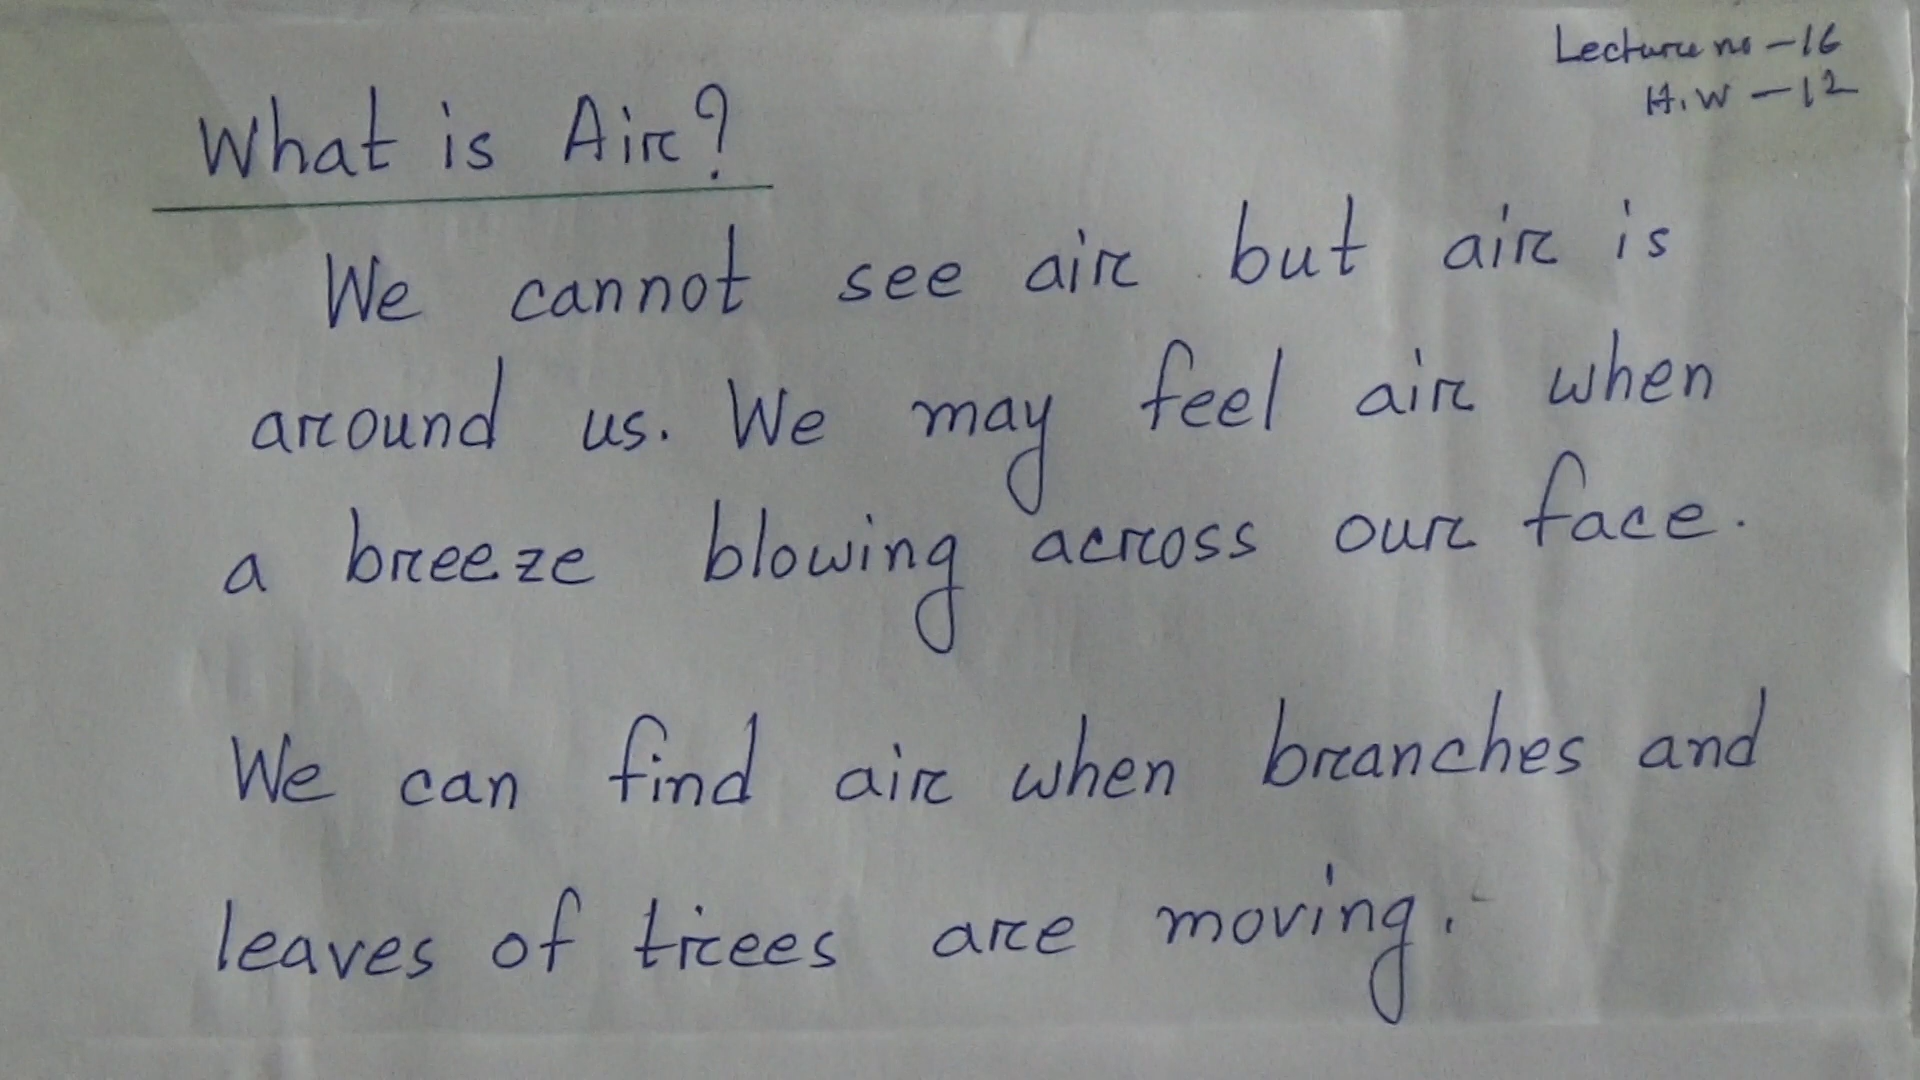 Lecture no - 16
H.W - 12
What is Air?
We cannot see air but air is
around us. We may feel air when
a breeze blowing across our face.
We can find air when branches and
leaves of trees are moving.